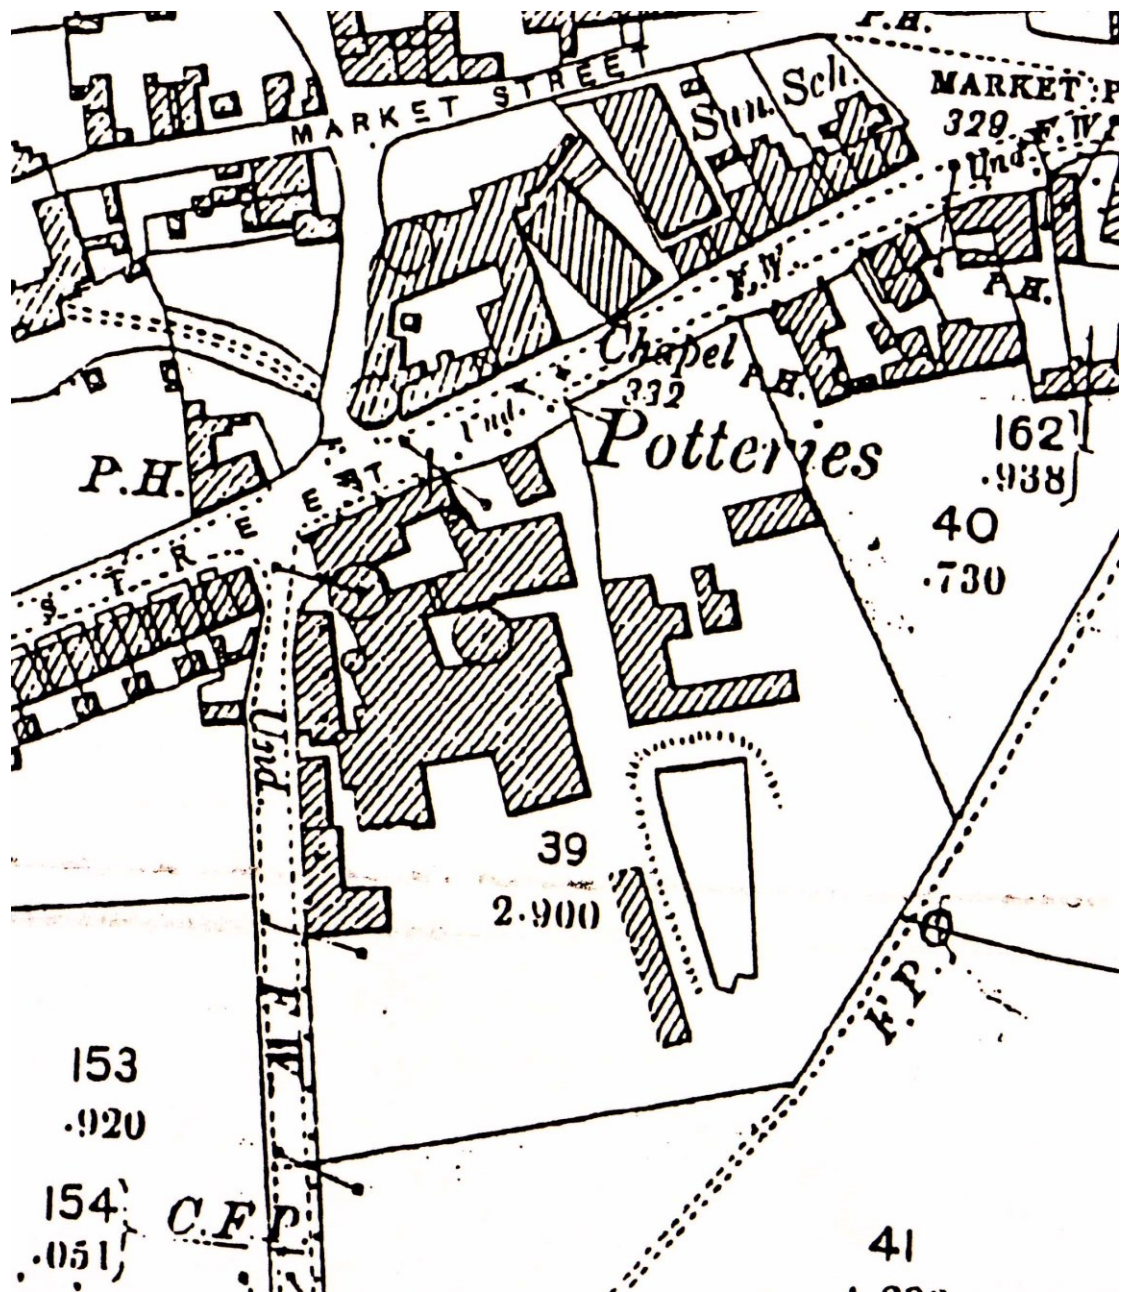 P.H.
MARKET STREET
Sun. Sch.
MARKET P
329
F.W.
Und.
F.W.
P.H.
Chapel
332
P.H.
Und.
Potteries
162
.938
P.H.
STREET
40
.730
Und.
39
2.900
F.P.
153
.920
154
.051
C.F.P.
41